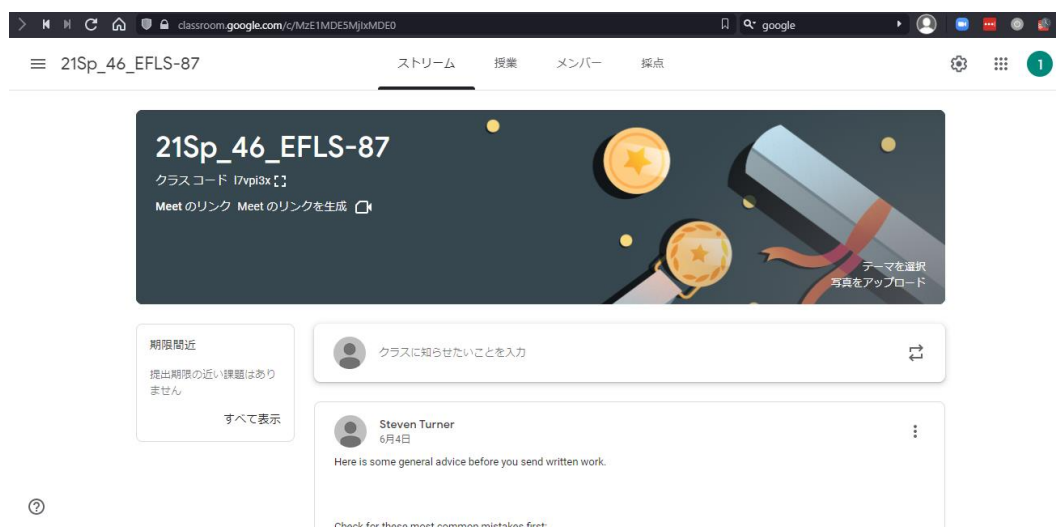 classroom.google.com/c/MzE1MDE5MjIxMDE0
google
21Sp_46_EFLS-87
ストリーム 授業 メンバー 採点
1
21Sp_46_EFLS-87
クラス コード l7vpi3x
Meet のリンク Meet のリンクを生成
テーマを選択
写真をアップロード
期限間近
提出期限の近い課題はあり
ません
すべて表示
クラスに知らせたいことを入力
Steven Turner
6月4日
Here is some general advice before you send written work.
Check for these most common mistakes first: